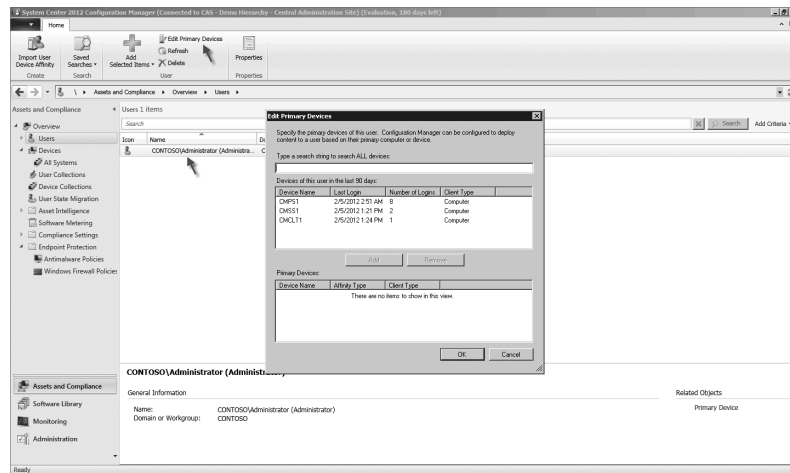 System Center 2012 Configuration Manager (Connected to CAS - Demo Hierarchy - Central Administration Site) (Evaluation, 180 days left)
Home
Import User Device Affinity
Saved Searches
Add Selected Items
Edit Primary Devices
Refresh
Delete
Properties
Create
Search
User
Properties
\ Assets and Compliance Overview Users
Assets and Compliance
Overview
Users
Devices
All Systems
User Collections
Device Collections
User State Migration
Asset Intelligence
Software Metering
Compliance Settings
Endpoint Protection
Antimalware Policies
Windows Firewall Policies
Assets and Compliance
Software Library
Monitoring
Administration
Users 1 items
Search
Search
Add Criteria
Icon Name
CONTOSO\Administrator (Administra...
Edit Primary Devices
Specify the primary devices of this user. Configuration Manager can be configured to deploy
content to a user based on their primary computer or device.
Type a search string to search ALL devices:
Devices of this user in the last 90 days:
Device Name Last Login Number of Logins Client Type
CMPS1 2/5/2012 2:51 AM 8 Computer
CMSS1 2/5/2012 1:21 PM 2 Computer
CMCLT1 2/5/2012 1:24 PM 1 Computer
Add Remove
Primary Devices:
Device Name Affinity Type Client Type
There are no items to show in this view.
OK Cancel
CONTOSO\Administrator (Administrator)
General Information
Name: CONTOSO\Administrator (Administrator)
Domain or Workgroup: CONTOSO
Related Objects
Primary Device
Ready